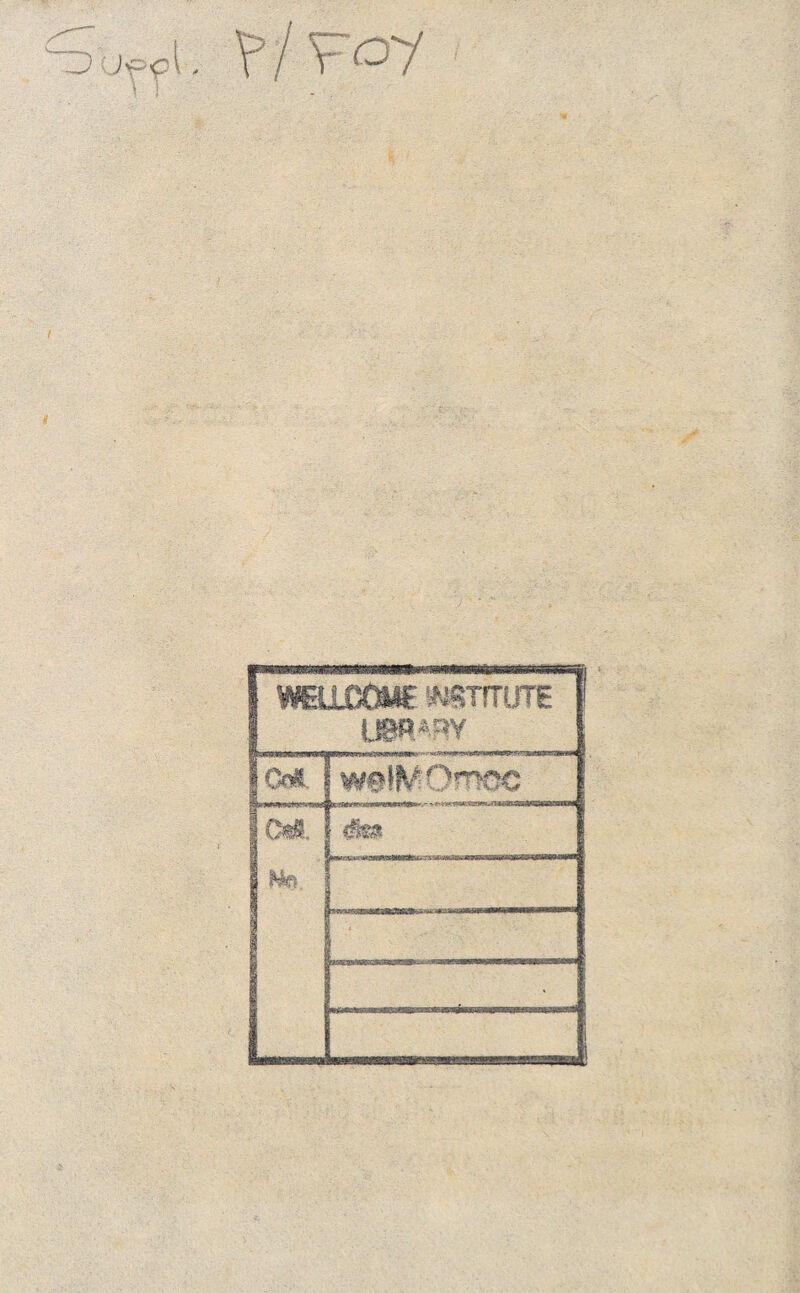 Suppl. P/FOY
WELLCOME INSTITUTE
LIBRARY
Coll. welMOmec
Call
No.